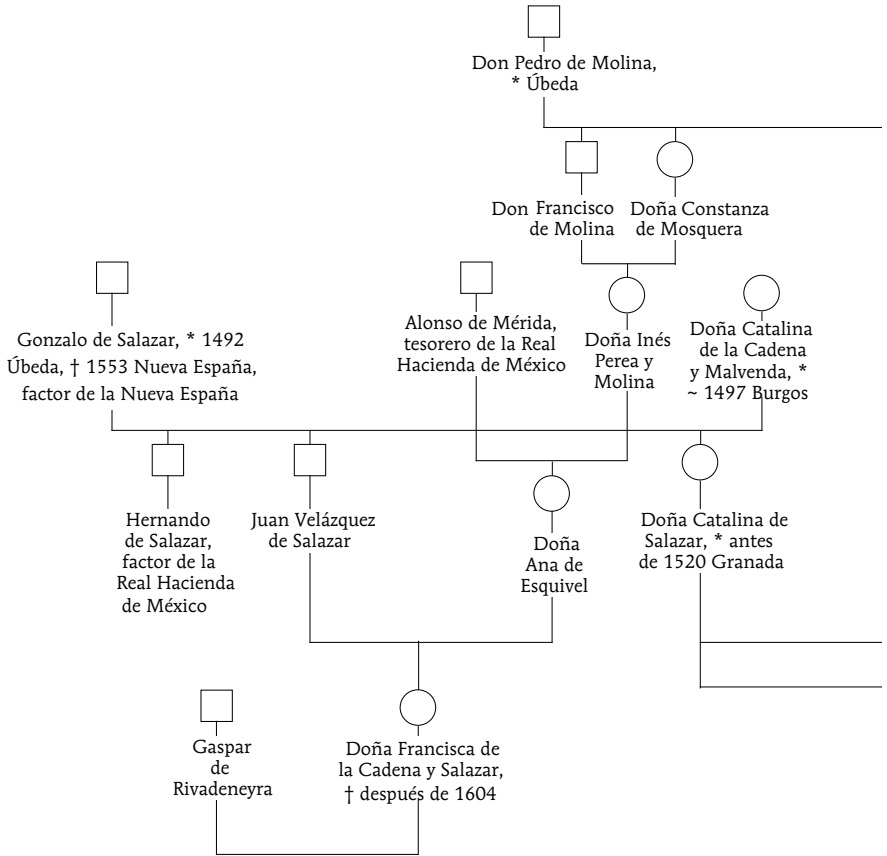 Don Pedro de Molina,
* Úbeda
Don Francisco
de Molina
Doña Constanza
de Mosquera
Gonzalo de Salazar, * 1492
Úbeda, † 1553 Nueva España,
factor de la Nueva España
Alonso de Mérida,
tesorero de la Real
Hacienda de México
Doña Inés
Perea y
Molina
Doña Catalina
de la Cadena
y Malvenda, *
~ 1497 Burgos
Hernando
de Salazar,
factor de la
Real Hacienda
de México
Juan Velázquez
de Salazar
Doña
Ana de
Esquivel
Doña Catalina de
Salazar, * antes
de 1520 Granada
Gaspar
de
Rivadeneyra
Doña Francisca de
la Cadena y Salazar,
† después de 1604